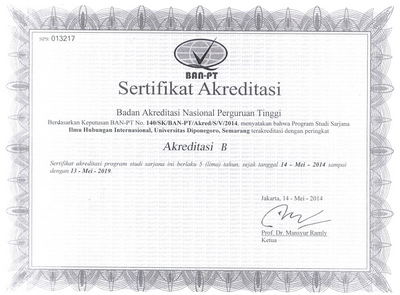 SPS: 013217
BAN-PT
Sertifikat Akreditasi
Badan Akreditasi Nasional Perguruan Tinggi
Berdasarkan Keputusan BAN-PT No. 140/SK/BAN-PT/Akred/S/V/2014, menyatakan bahwa Program Studi Sarjana
Ilmu Hubungan Internasional, Universitas Diponegoro, Semarang terakreditasi dengan peringkat
Akreditasi B
Sertifikat akreditasi program studi sarjana ini berlaku 5 (lima) tahun, sejak tanggal 14 - Mei - 2014 sampai
dengan 13 - Mei - 2019.
Jakarta, 14 - Mei - 2014
Prof. Dr. Mansyur Ramly
Ketua